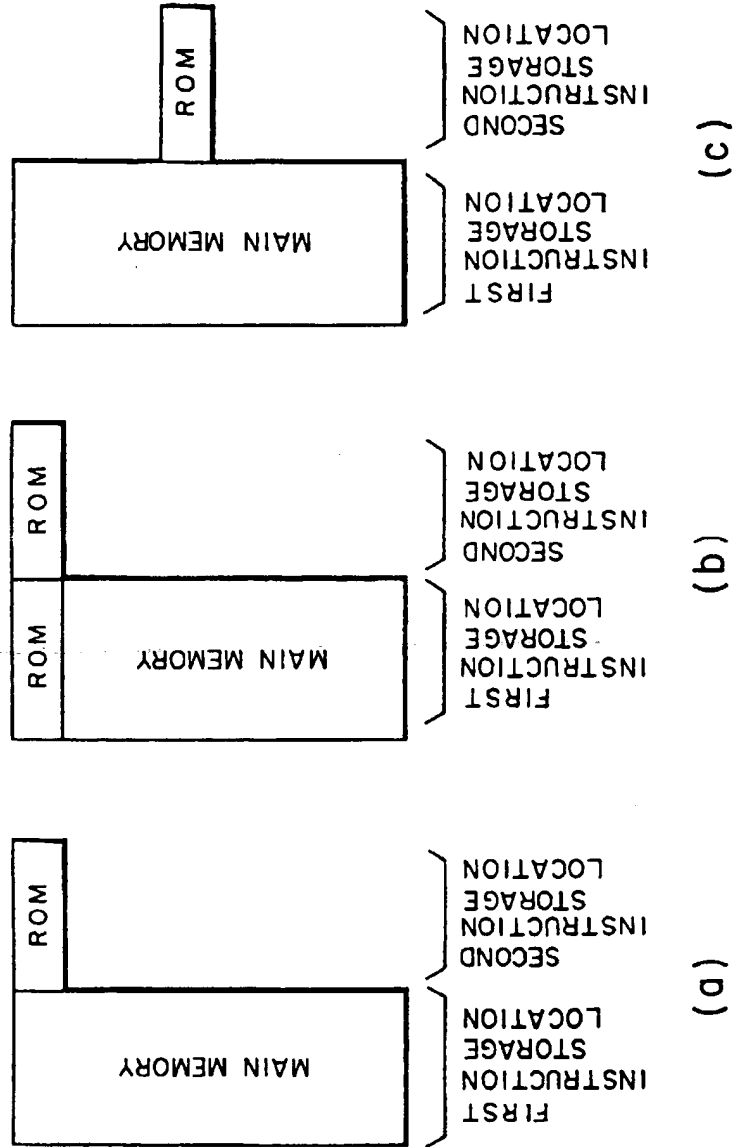 MAIN MEMORY
ROM
FIRST
INSTRUCTION
STORAGE
LOCATION
SECOND
INSTRUCTION
STORAGE
LOCATION
(a)
ROM
MAIN MEMORY
ROM
FIRST
INSTRUCTION
STORAGE
LOCATION
SECOND
INSTRUCTION
STORAGE
LOCATION
(b)
MAIN MEMORY
ROM
FIRST
INSTRUCTION
STORAGE
LOCATION
SECOND
INSTRUCTION
STORAGE
LOCATION
(c)